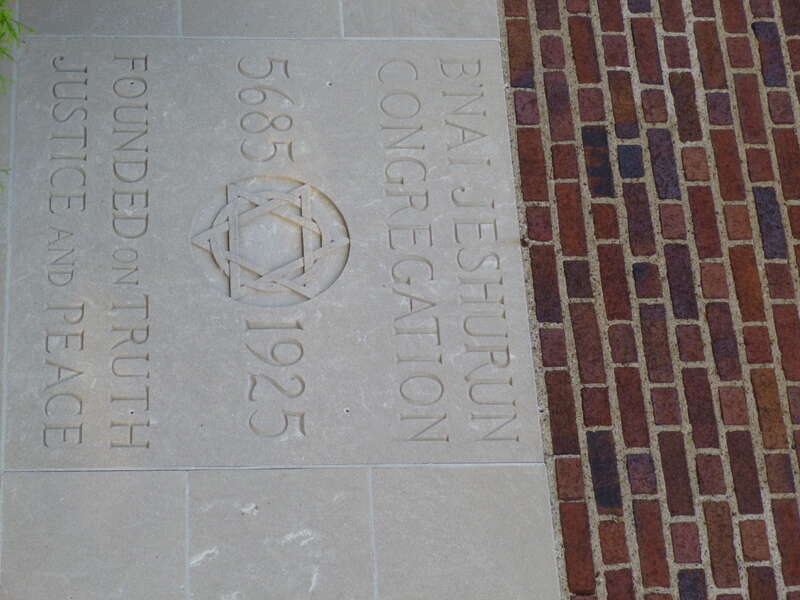 BNAI JESHURUN
CONGREGATION
5685 1925
FOUNDED ON TRUTH
JUSTICE AND PEACE